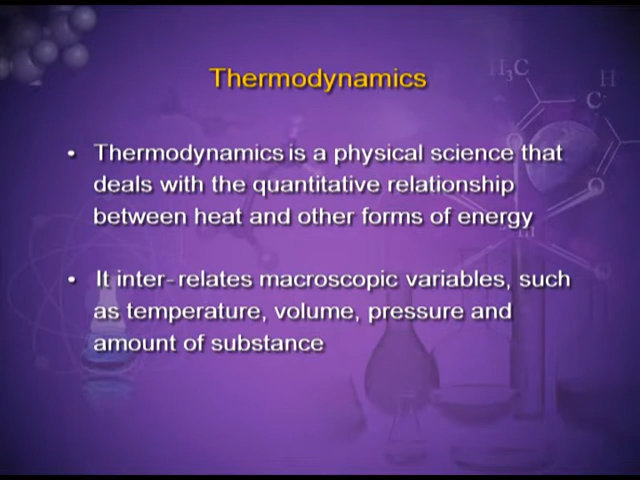 Thermodynamics
H₃C
H
C
• Thermodynamics is a physical science that
deals with the quantitative relationship
between heat and other forms of energy
• It inter-relates macroscopic variables, such
as temperature, volume, pressure and
amount of substance